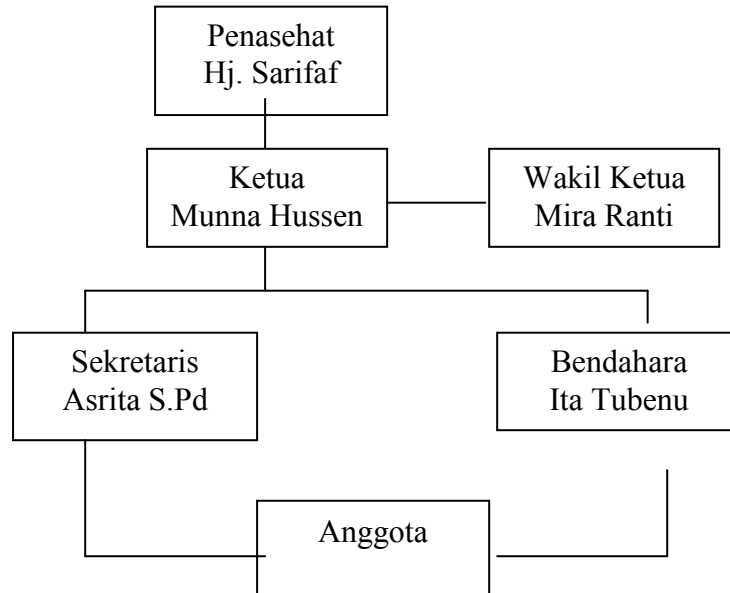 Penasehat
Hj. Sarifaf
Ketua
Munna Hussen
Wakil Ketua
Mira Ranti
Sekretaris
Asrita S.Pd
Bendahara
Ita Tubenu
Anggota